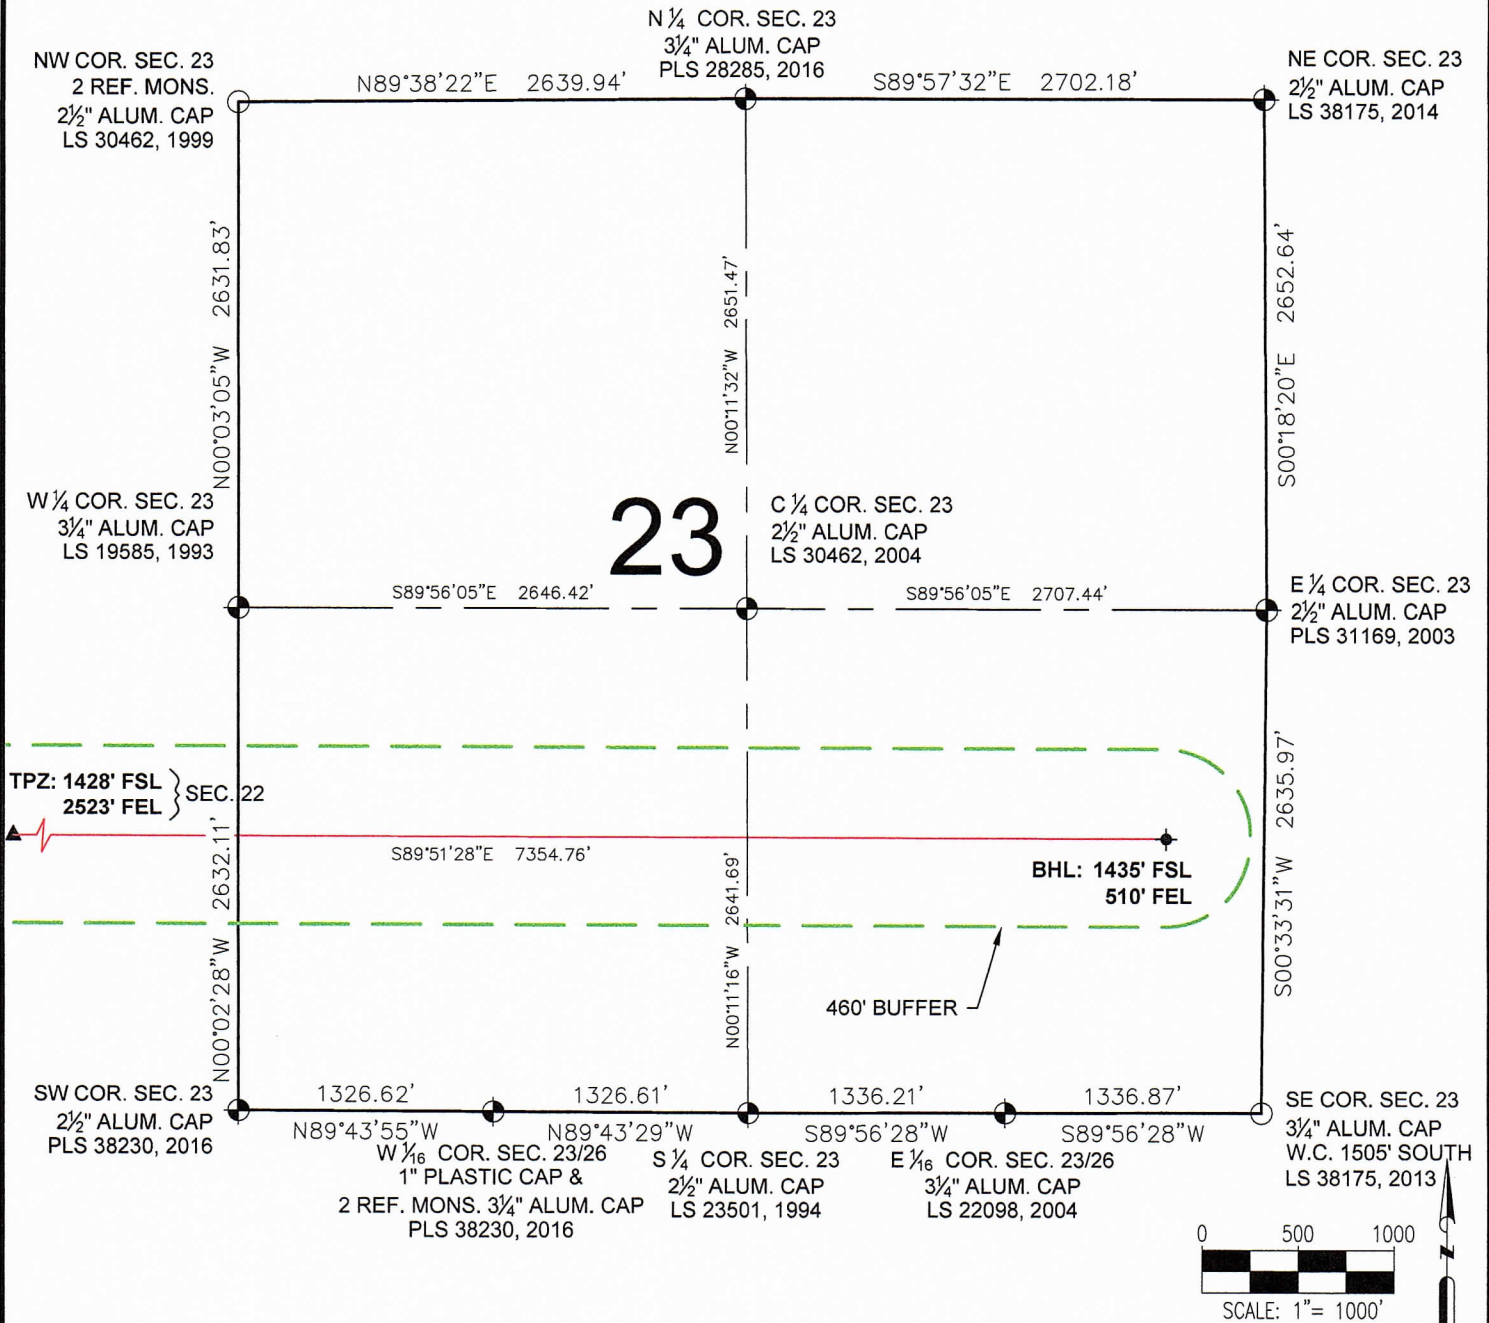 N ¼ COR. SEC. 23
3¼" ALUM. CAP
PLS 28285, 2016
NW COR. SEC. 23
2 REF. MONS.
2½" ALUM. CAP
LS 30462, 1999
N89°38'22"E 2639.94'
S89°57'32"E 2702.18'
NE COR. SEC. 23
2½" ALUM. CAP
LS 38175, 2014
N00°03'05"W 2631.83'
N00°11'32"W 2651.47'
S00°18'20"E 2652.64'
W ¼ COR. SEC. 23
3¼" ALUM. CAP
LS 19585, 1993
23
C ¼ COR. SEC. 23
2½" ALUM. CAP
LS 30462, 2004
S89°56'05"E 2646.42'
S89°56'05"E 2707.44'
E ¼ COR. SEC. 23
2½" ALUM. CAP
PLS 31169, 2003
TPZ: 1428' FSL
2523' FEL
SEC. 22
S89°51'28"E 7354.76'
BHL: 1435' FSL
510' FEL
N00°02'28"W 2632.11'
N00°11'16"W 2641.69'
S00°33'31"W 2635.97'
460' BUFFER
SW COR. SEC. 23
2½" ALUM. CAP
PLS 38230, 2016
1326.62'
N89°43'55"W
1326.61'
N89°43'29"W
1336.21'
S89°56'28"W
1336.87'
S89°56'28"W
W 1⁄16 COR. SEC. 23/26
1" PLASTIC CAP &
2 REF. MONS. 3¼" ALUM. CAP
PLS 38230, 2016
S ¼ COR. SEC. 23
2½" ALUM. CAP
LS 23501, 1994
E 1⁄16 COR. SEC. 23/26
3¼" ALUM. CAP
LS 22098, 2004
SE COR. SEC. 23
3¼" ALUM. CAP
W.C. 1505' SOUTH
LS 38175, 2013
0 500 1000
SCALE: 1"= 1000'
N